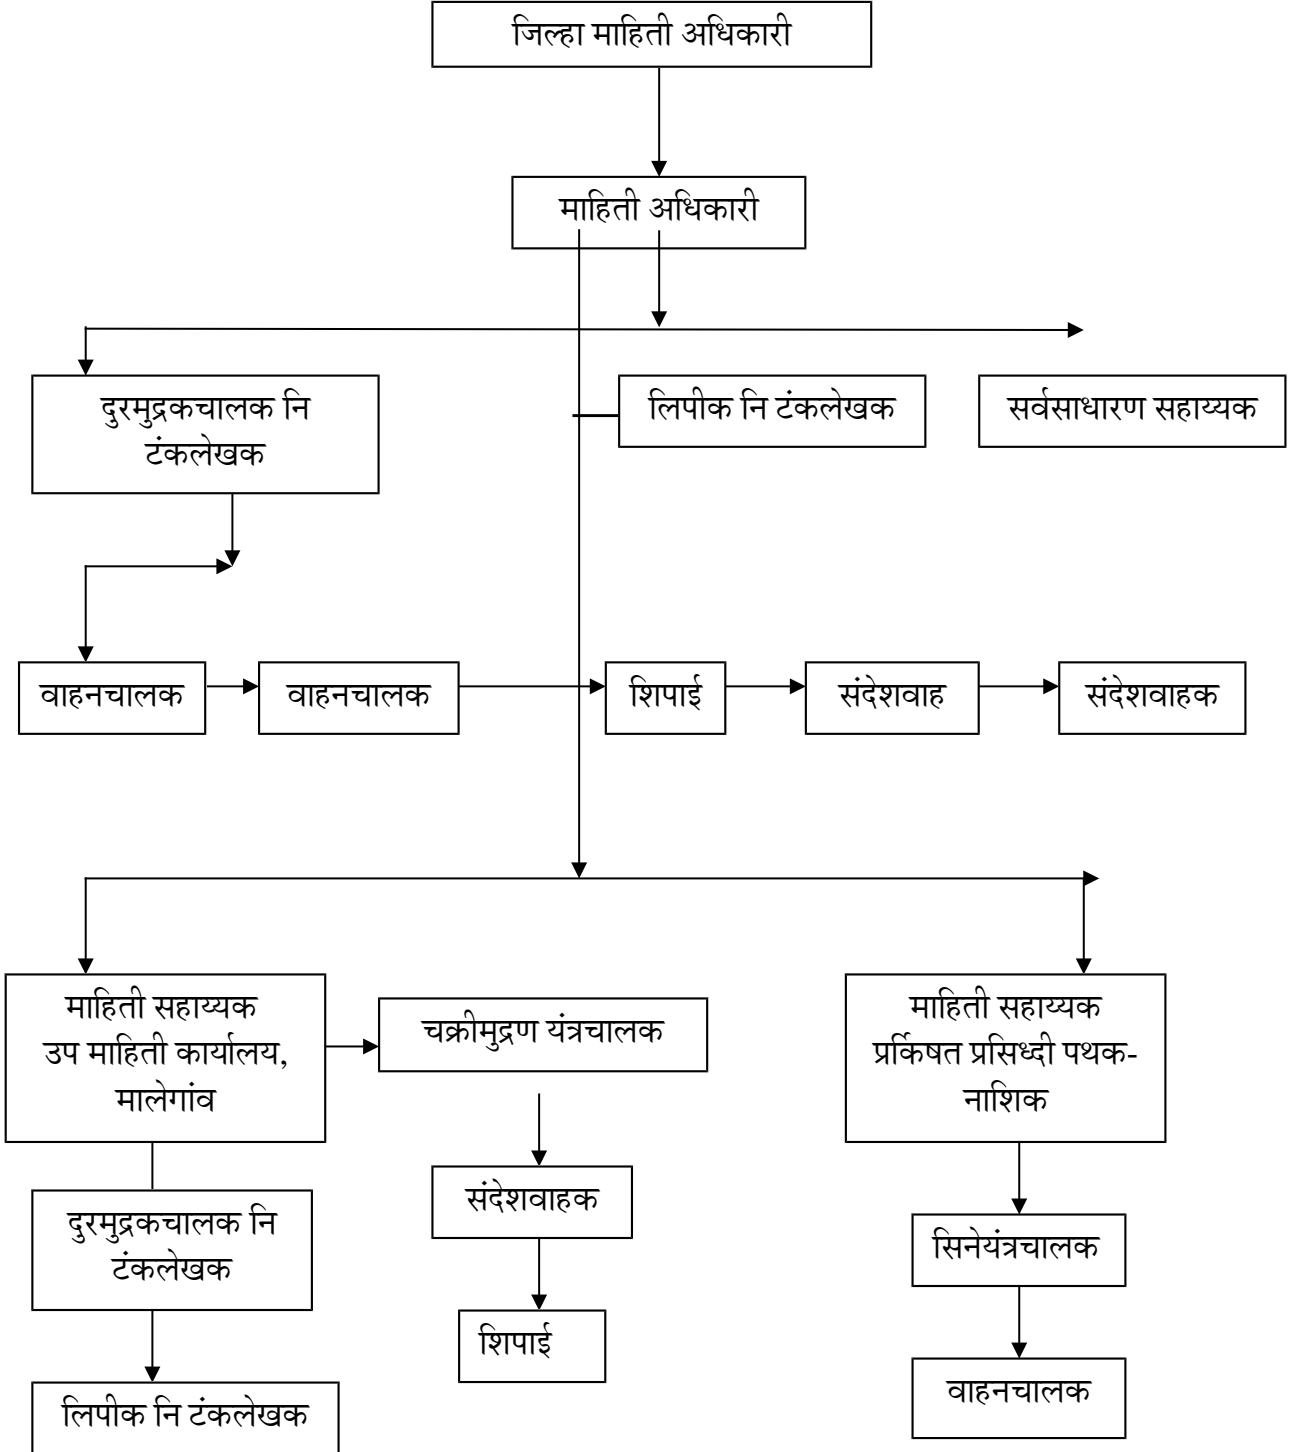 जिल्हा माहिती अधिकारी
माहिती अधिकारी
दुरमुद्रकचालक नि
टंकलेखक
लिपीक नि टंकलेखक
सर्वसाधारण सहाय्यक
वाहनचालक
वाहनचालक
शिपाई
संदेशवाह
संदेशवाहक
माहिती सहाय्यक
उप माहिती कार्यालय,
मालेगांव
चक्रीमुद्रण यंत्रचालक
माहिती सहाय्यक
प्रर्किषत प्रसिध्दी पथक-
नाशिक
दुरमुद्रकचालक नि
टंकलेखक
संदेशवाहक
सिनेयंत्रचालक
शिपाई
वाहनचालक
लिपीक नि टंकलेखक